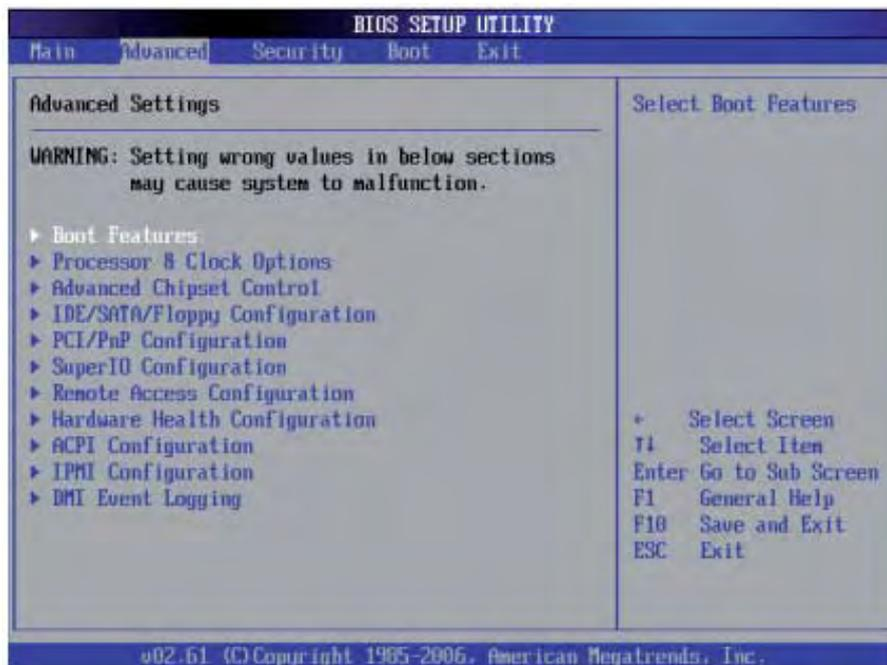 BIOS SETUP UTILITY
Main Advanced Security Boot Exit
Advanced Settings
WARNING: Setting wrong values in below sections
may cause system to malfunction.
▶ Boot Features
▶ Processor & Clock Options
▶ Advanced Chipset Control
▶ IDE/SATA/Floppy Configuration
▶ PCI/PnP Configuration
▶ SuperIO Configuration
▶ Remote Access Configuration
▶ Hardware Health Configuration
▶ ACPI Configuration
▶ IPMI Configuration
▶ DMI Event Logging
Select Boot Features
← Select Screen
↑↓ Select Item
Enter Go to Sub Screen
F1 General Help
F10 Save and Exit
ESC Exit
v02.61 (C)Copyright 1985-2006, American Megatrends, Inc.